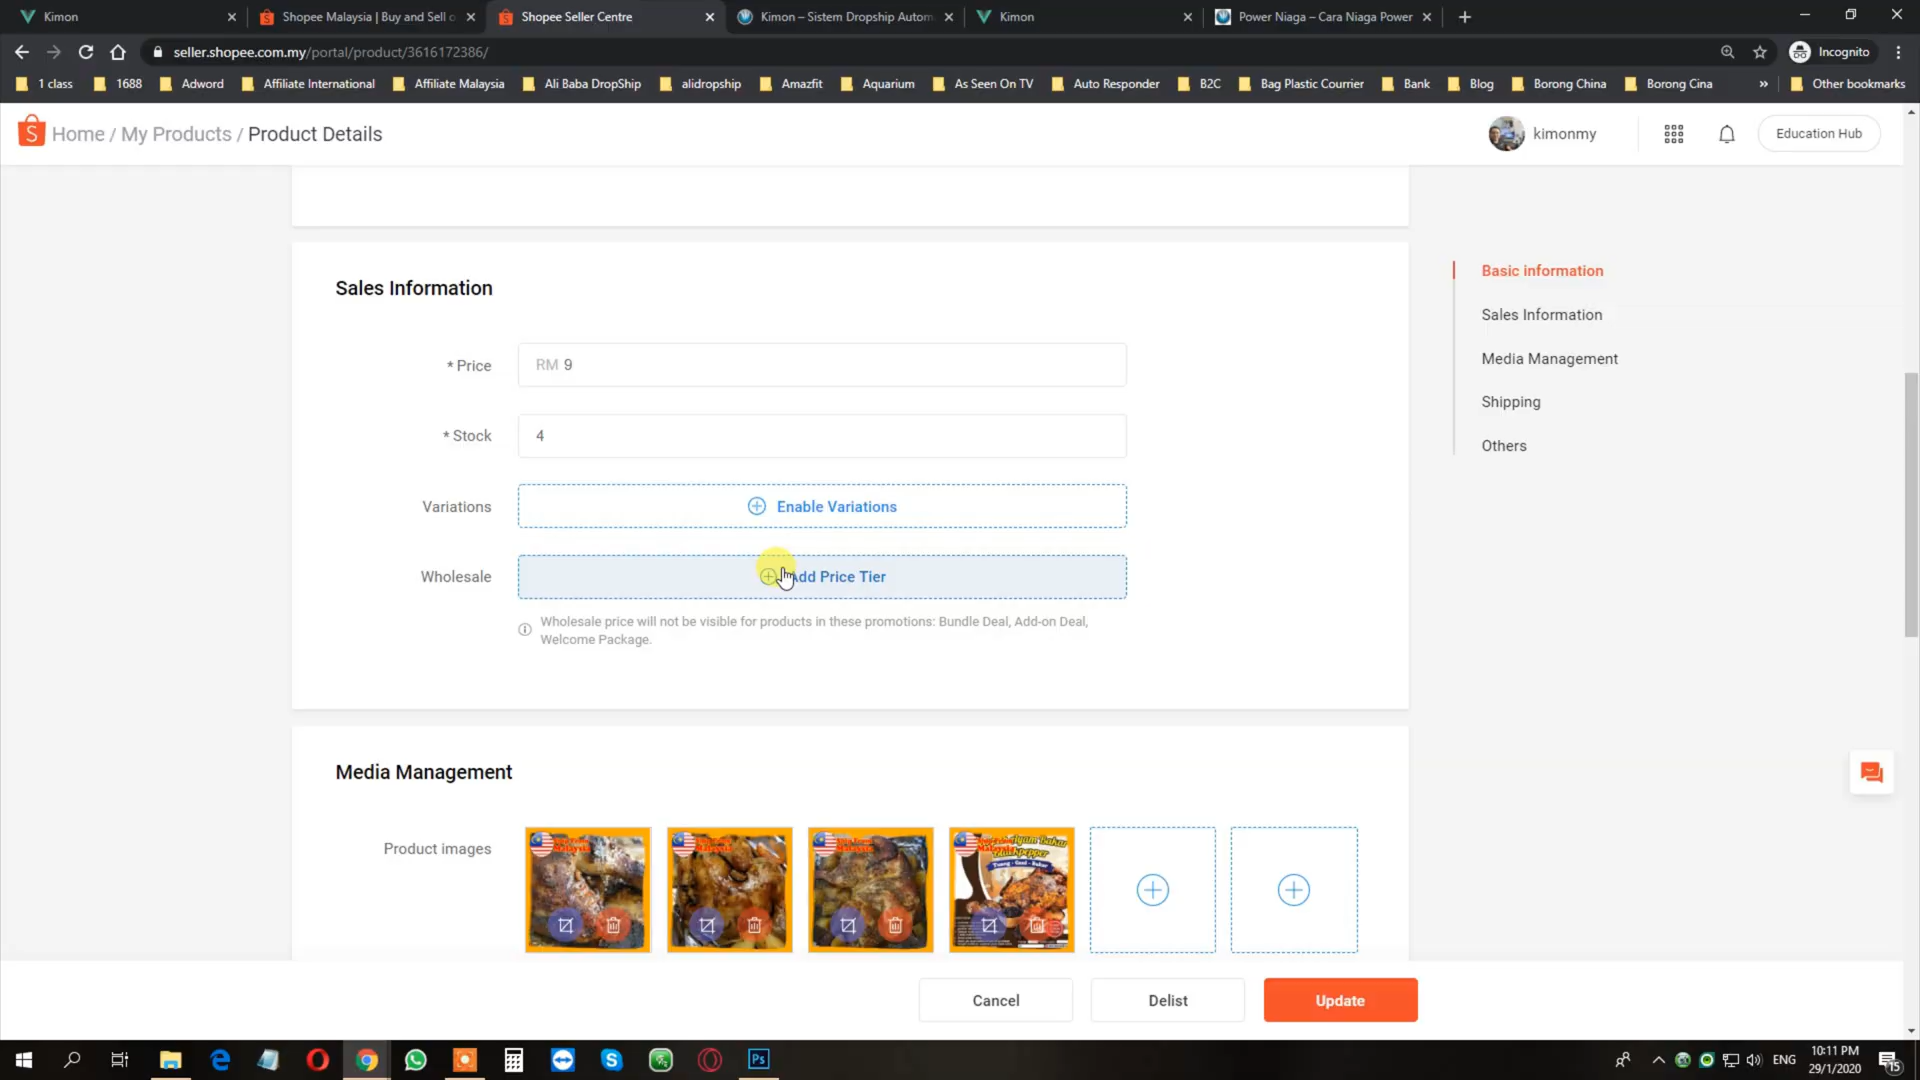 Kimon
Shopee Malaysia | Buy and Sell o
Shopee Seller Centre
Kimon – Sistem Dropship Autom
Kimon
Power Niaga – Cara Niaga Power
seller.shopee.com.my/portal/product/3616172386/
Incognito
1 class
1688
Adword
Affiliate International
Affiliate Malaysia
Ali Baba DropShip
alidropship
Amazfit
Aquarium
As Seen On TV
Auto Responder
B2C
Bag Plastic Courrier
Bank
Blog
Borong China
Borong Cina
»
Other bookmarks
Home / My Products / Product Details
kimonmy
Education Hub
Sales Information
* Price
RM 9
* Stock
4
Variations
Enable Variations
Wholesale
Add Price Tier
Wholesale price will not be visible for products in these promotions: Bundle Deal, Add-on Deal,
Welcome Package.
Basic information
Sales Information
Media Management
Shipping
Others
Media Management
Product images
Ayam Bakar
Blackpepper
Cancel
Delist
Update
Ps
ENG
10:11 PM
29/1/2020
15